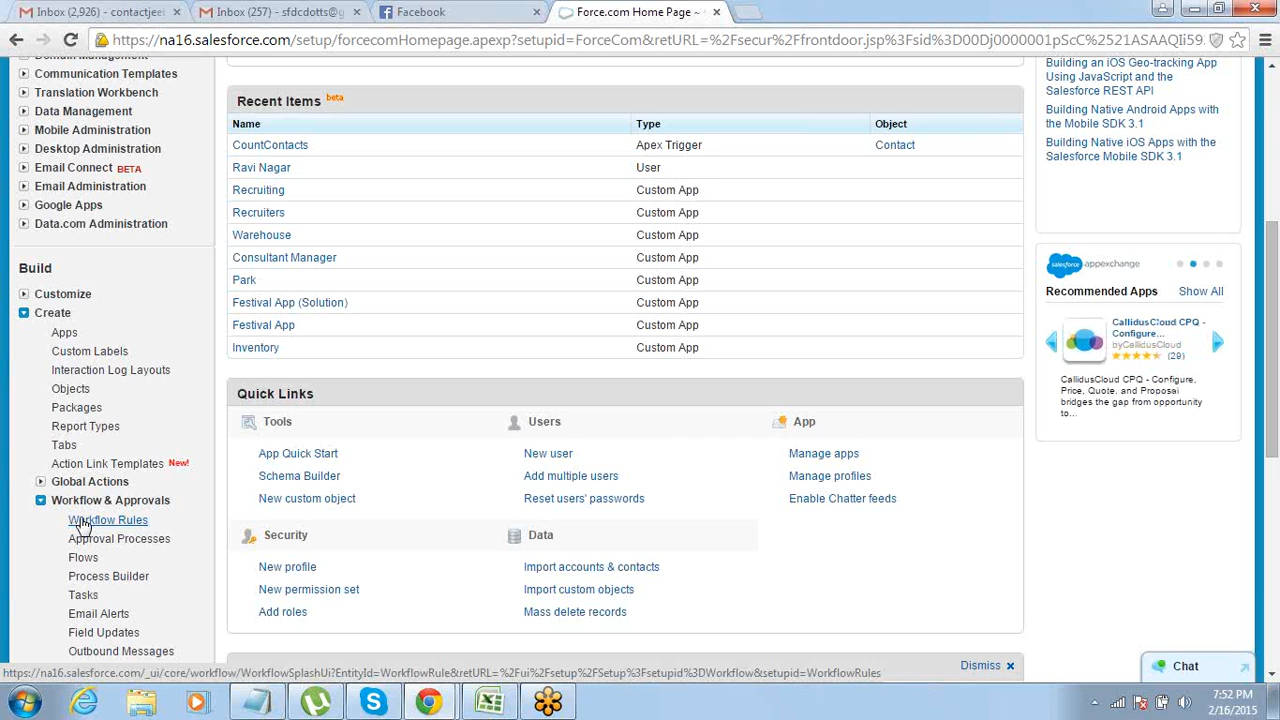 Inbox (2,926) - contactjee
Inbox (257) - sfdcdotts@g
Facebook
Force.com Home Page ~
https://na16.salesforce.com/setup/forcecomHomepage.apexp?setupid=ForceCom&retURL=%2Fsecur%2Ffrontdoor.jsp%3Fsid%3D00Dj0000001pScC%2521ASAAQIi59
Communication Templates
Translation Workbench
Data Management
Mobile Administration
Desktop Administration
Email Connect BETA
Email Administration
Google Apps
Data.com Administration
Build
Customize
Create
Apps
Custom Labels
Interaction Log Layouts
Objects
Packages
Report Types
Tabs
Action Link Templates New!
Global Actions
Workflow & Approvals
Workflow Rules
Approval Processes
Flows
Process Builder
Tasks
Email Alerts
Field Updates
Outbound Messages
Recent Items beta
Name Type Object
CountContacts Apex Trigger Contact
Ravi Nagar User
Recruiting Custom App
Recruiters Custom App
Warehouse Custom App
Consultant Manager Custom App
Park Custom App
Festival App (Solution) Custom App
Festival App Custom App
Inventory Custom App
Quick Links
Tools
App Quick Start
Schema Builder
New custom object
Users
New user
Add multiple users
Reset users' passwords
App
Manage apps
Manage profiles
Enable Chatter feeds
Security
New profile
New permission set
Add roles
Data
Import accounts & contacts
Import custom objects
Mass delete records
Dismiss
Building an iOS Geo-tracking App
Using JavaScript and the
Salesforce REST API
Building Native Android Apps with
the Mobile SDK 3.1
Building Native iOS Apps with the
Salesforce Mobile SDK 3.1
salesforce appexchange
Recommended Apps Show All
CallidusCloud CPQ -
Configure...
byCallidusCloud
(29)
CallidusCloud CPQ - Configure,
Price, Quote, and Proposal
bridges the gap from opportunity
to...
Chat
https://na16.salesforce.com/_ui/core/workflow/WorkflowSplashUi?EntityId=WorkflowRule&retURL=%2Fui%2Fsetup%2FSetup%3Fsetupid%3DWorkflow&setupid=WorkflowRules
7:52 PM
2/16/2015